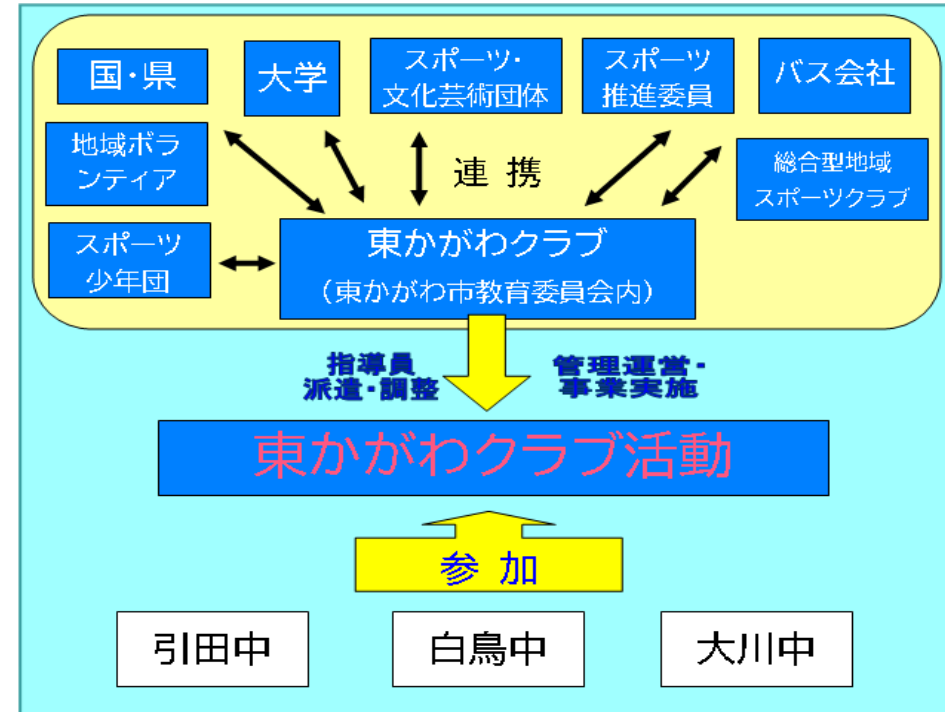 国・県
大学
スポーツ・
文化芸術団体
スポーツ
推進委員
バス会社
地域ボラ
ンティア
連 携
総合型地域
スポーツクラブ
スポーツ
少年団
東かがわクラブ
（東かがわ市教育委員会内）
指導員
派遣・調整
管理運営・
事業実施
東かがわクラブ活動
参 加
引田中
白鳥中
大川中